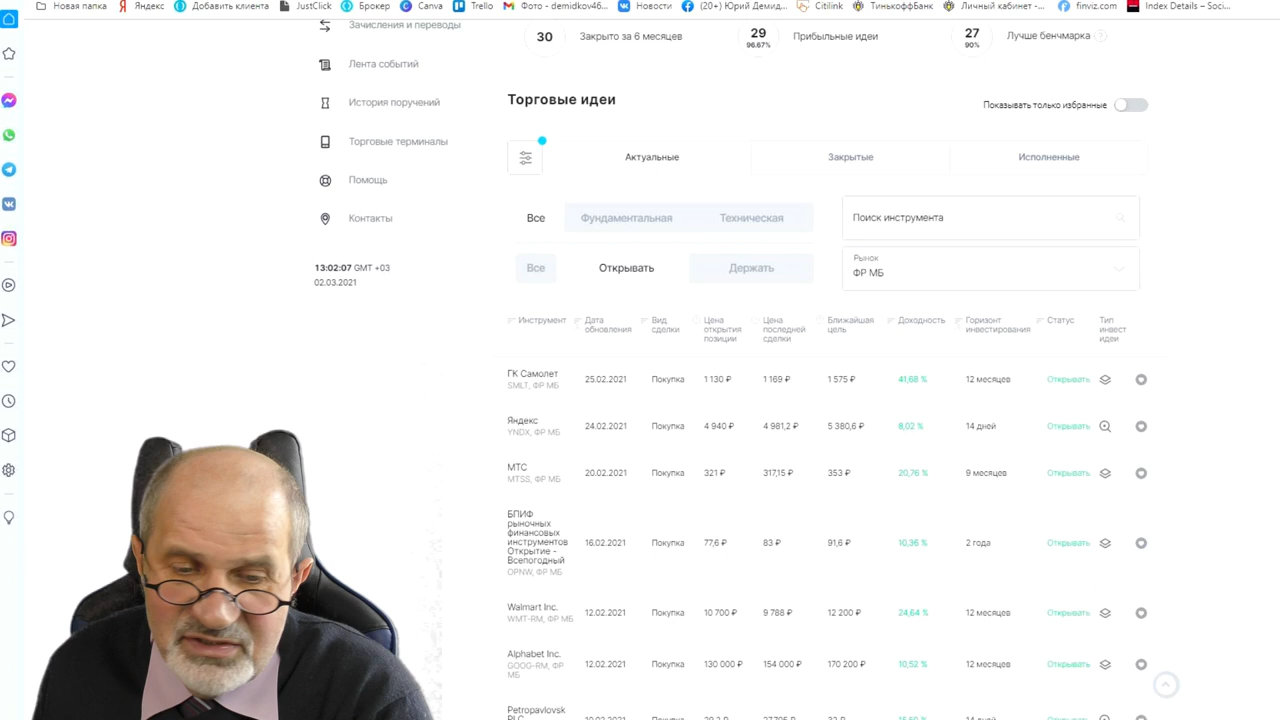 Новая папка
Яндекс
Добавить клиента
JustClick
Брокер
Canva
Trello
Фото - demidkov46...
Новости
(20+) Юрий Демид...
Citilink
ТинькоффБанк
Личный кабинет -...
finviz.com
Index Details – Soci...
Зачисления и переводы
Лента событий
История поручений
Торговые терминалы
Помощь
Контакты
13:02:07 GMT +03
02.03.2021
30
Закрыто за 6 месяцев
29
96.67%
Прибыльные идеи
27
90%
Лучше бенчмарка ?
Торговые идеи
Показывать только избранные
Актуальные
Закрытые
Исполненные
Все
Фундаментальная
Техническая
Поиск инструмента
Все
Открывать
Держать
Рынок
ФР МБ
Инструмент
Дата
обновления
Вид
сделки
Цена
открытия
позиции
Цена
последней
сделки
Ближайшая
цель
Доходность
Горизонт
инвестирования
Статус
Тип
инвест
идеи
ГК Самолет
SMLT, ФР МБ
25.02.2021
Покупка
1 130 ₽
1 169 ₽
1 575 ₽
41,68 %
12 месяцев
Открывать
Яндекс
YNDX, ФР МБ
24.02.2021
Покупка
4 940 ₽
4 981,2 ₽
5 380,6 ₽
8,02 %
14 дней
Открывать
МТС
MTSS, ФР МБ
20.02.2021
Покупка
321 ₽
317,15 ₽
353 ₽
20,76 %
9 месяцев
Открывать
БПИФ
рыночных
финансовых
инструментов
Открытие -
Всепогодный
OPNW, ФР МБ
16.02.2021
Покупка
77,6 ₽
83 ₽
91,6 ₽
10,36 %
2 года
Открывать
Walmart Inc.
WMT-RM, ФР МБ
12.02.2021
Покупка
10 700 ₽
9 788 ₽
12 200 ₽
24,64 %
12 месяцев
Открывать
Alphabet Inc.
GOOG-RM, ФР
МБ
12.02.2021
Покупка
130 000 ₽
154 000 ₽
170 200 ₽
10,52 %
12 месяцев
Открывать
Petropavlovsk